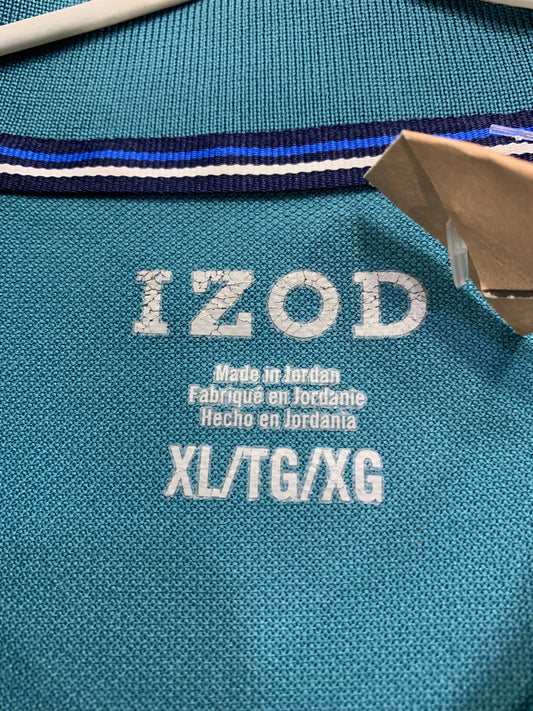 IZOD
Made in Jordan
Fabriqué en Jordanie
Hecho en Jordania
XL/TG/XG